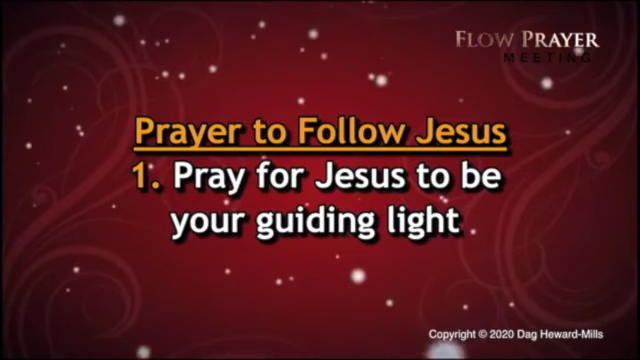 FLOW PRAYER
MEETING
Prayer to Follow Jesus
1. Pray for Jesus to be
your guiding light
Copyright © 2020 Dag Heward-Mills